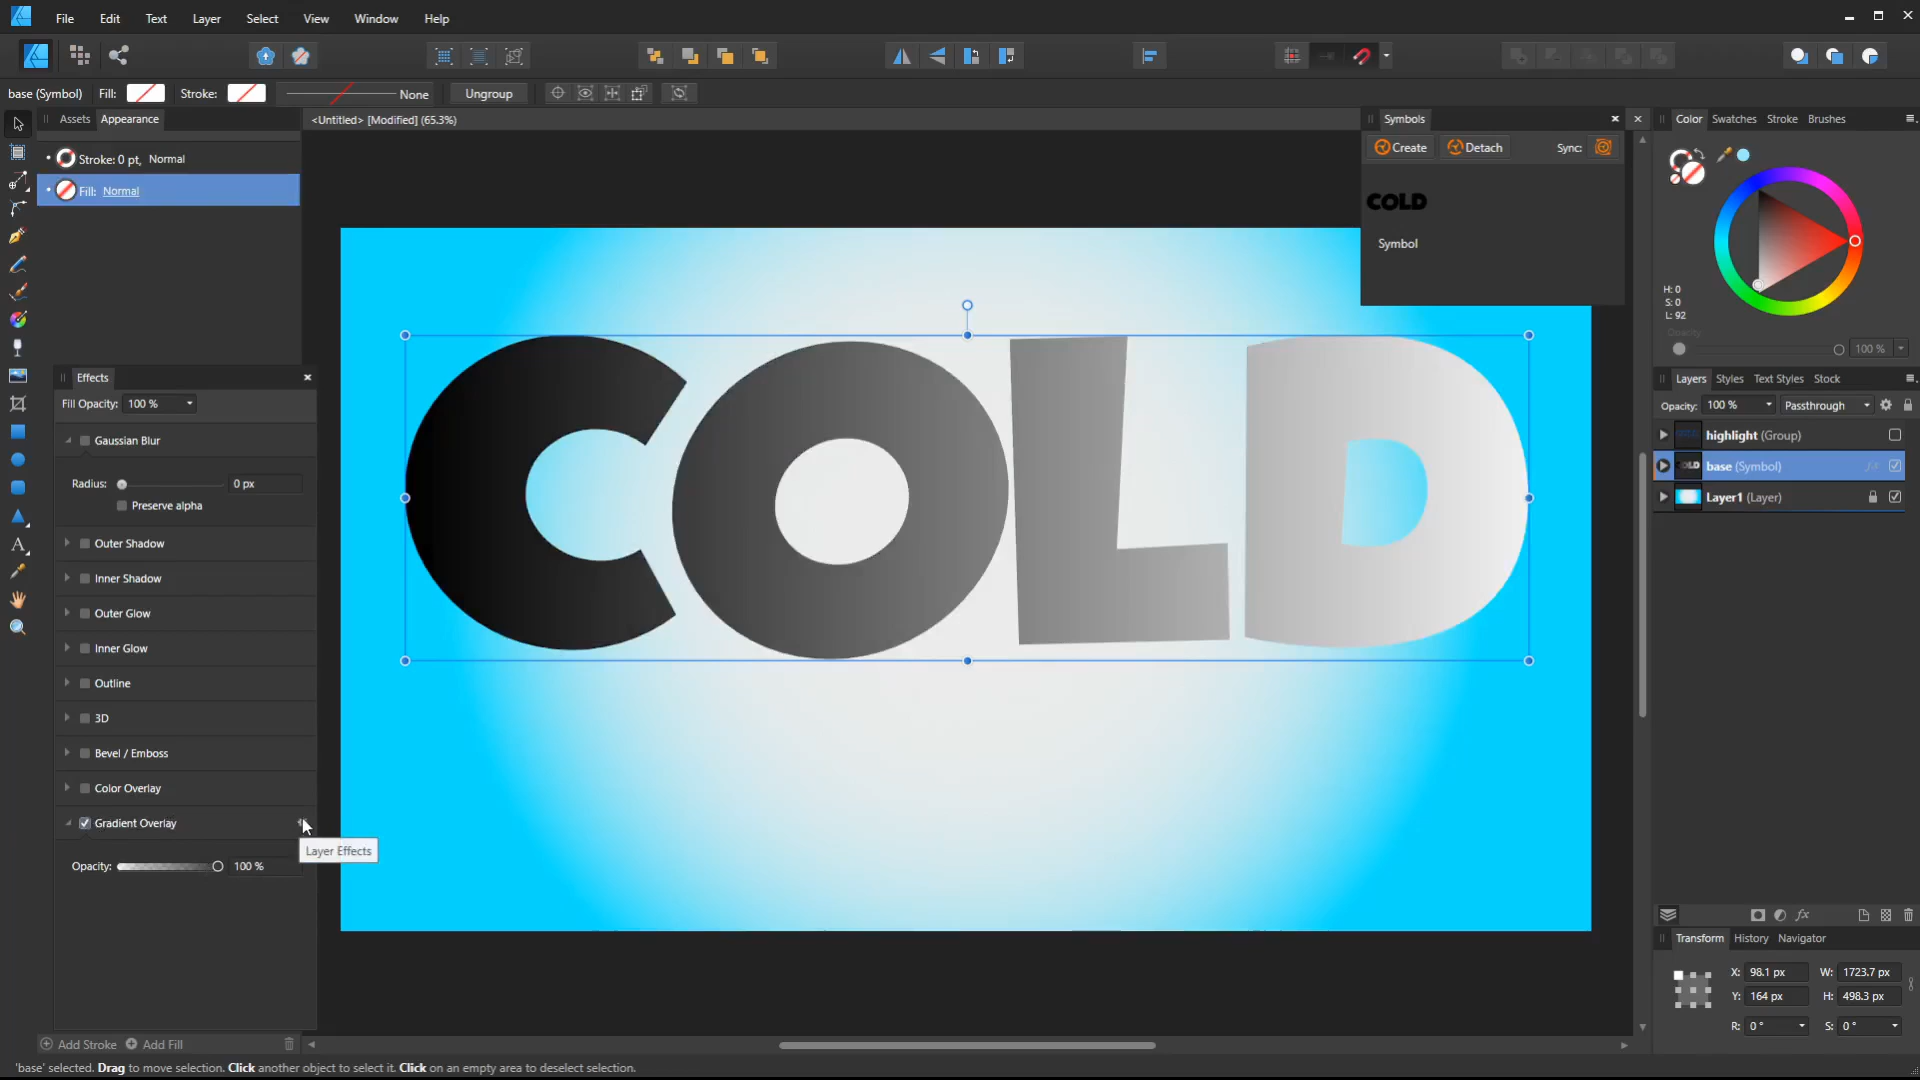 File Edit Text Layer Select View Window Help
base (Symbol) Fill: Stroke: None Ungroup
Assets Appearance
<Untitled> [Modified] (65.3%)
Symbols
Color Swatches Stroke Brushes
Stroke: 0 pt, Normal
Fill: Normal
Create Detach Sync:
COLD
Symbol
H: 0
S: 0
L: 92
Opacity
100 %
Effects
Fill Opacity: 100 %
Gaussian Blur
Radius: 0 px
Preserve alpha
Outer Shadow
Inner Shadow
Outer Glow
Inner Glow
Outline
3D
Bevel / Emboss
Color Overlay
Gradient Overlay
Layer Effects
Opacity: 100 %
COLD
Layers Styles Text Styles Stock
Opacity: 100 % Passthrough
highlight (Group)
COLD base (Symbol) fx
Layer1 (Layer)
fx
Transform History Navigator
X: 98.1 px W: 1723.7 px
Y: 164 px H: 498.3 px
R: 0 ° S: 0 °
Add Stroke Add Fill
'base' selected. Drag to move selection. Click another object to select it. Click on an empty area to deselect selection.